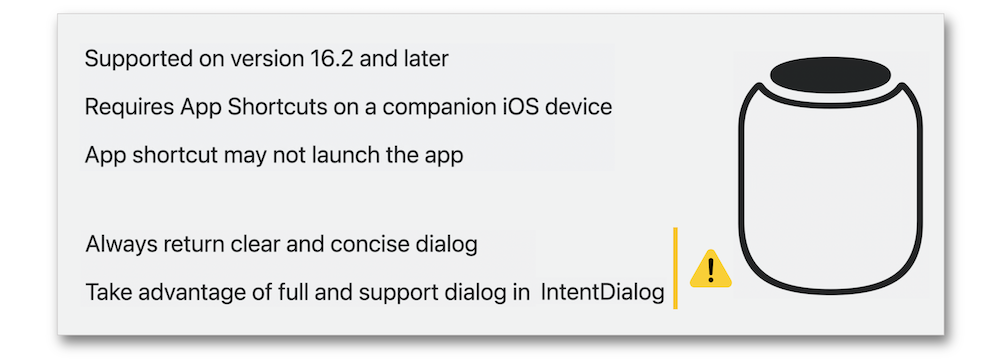 Supported on version 16.2 and later
Requires App Shortcuts on a companion iOS device
App shortcut may not launch the app
Always return clear and concise dialog
Take advantage of full and support dialog in IntentDialog